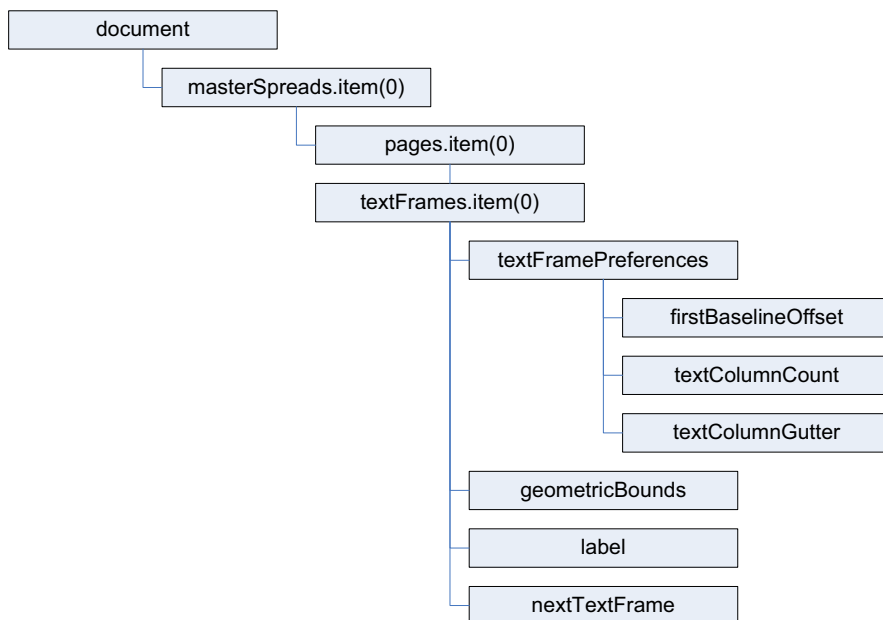 document
masterSpreads.item(0)
pages.item(0)
textFrames.item(0)
textFramePreferences
firstBaselineOffset
textColumnCount
textColumnGutter
geometricBounds
label
nextTextFrame